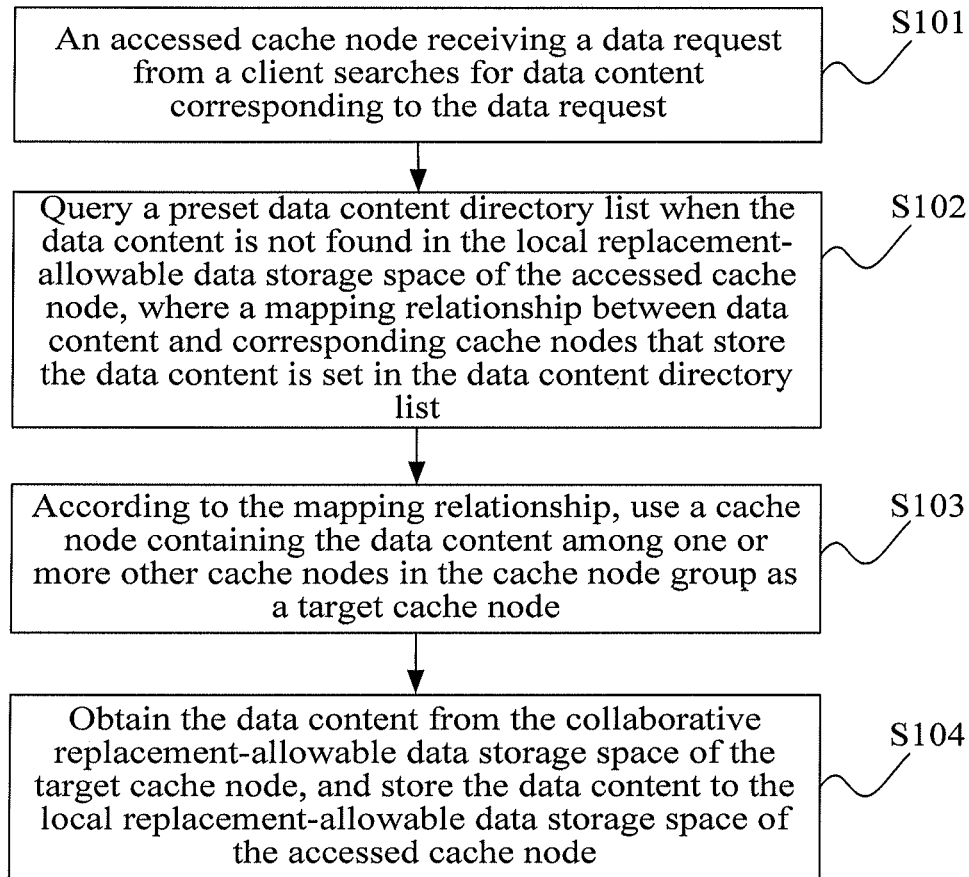 An accessed cache node receiving a data request
from a client searches for data content
corresponding to the data request
S101
Query a preset data content directory list when the
data content is not found in the local replacement-
allowable data storage space of the accessed cache
node, where a mapping relationship between data
content and corresponding cache nodes that store
the data content is set in the data content directory
list
S102
According to the mapping relationship, use a cache
node containing the data content among one or
more other cache nodes in the cache node group as
a target cache node
S103
Obtain the data content from the collaborative
replacement-allowable data storage space of the
target cache node, and store the data content to the
local replacement-allowable data storage space of
the accessed cache node
S104